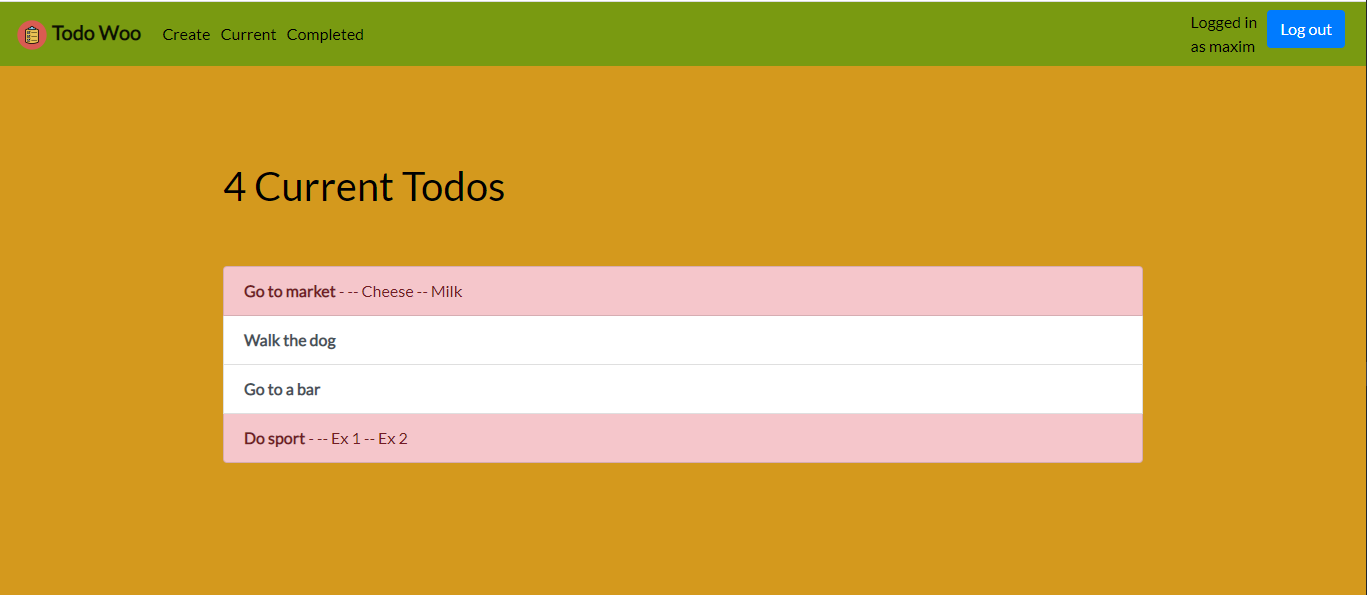 Todo Woo Create Current Completed
Logged in
as maxim
Log out
4 Current Todos
Go to market - -- Cheese -- Milk
Walk the dog
Go to a bar
Do sport - -- Ex 1 -- Ex 2